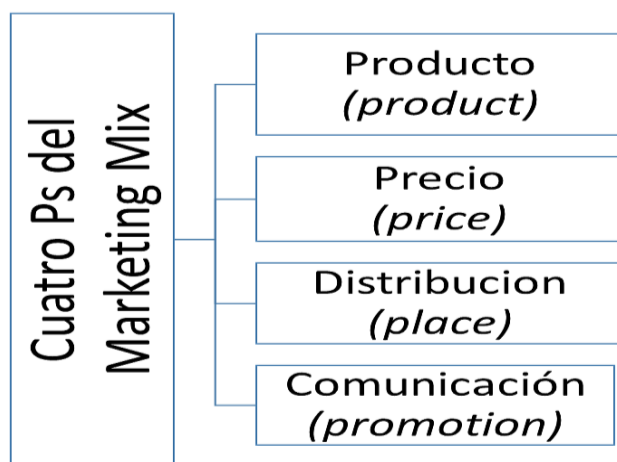 Cuatro Ps del
Marketing Mix
Producto
(product)
Precio
(price)
Distribucion
(place)
Comunicación
(promotion)